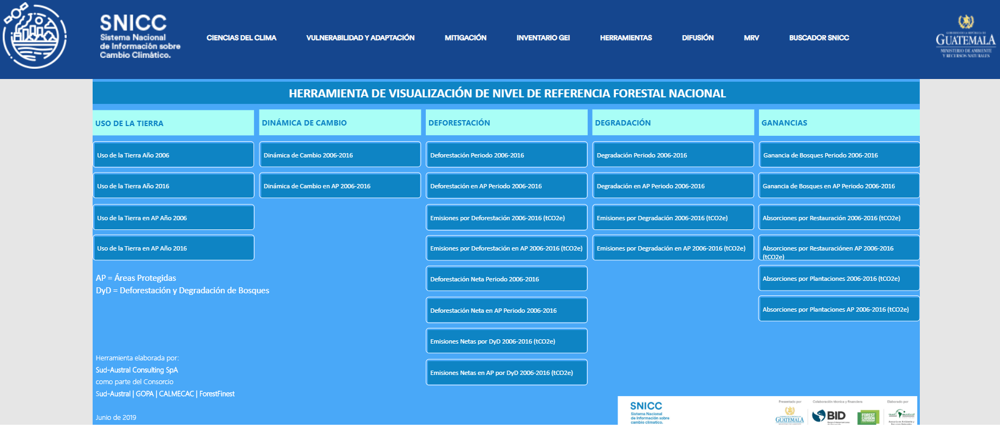 SNICC
Sistema Nacional
de Información sobre
Cambio Climático.
CIENCIAS DEL CLIMA
VULNERABILIDAD Y ADAPTACIÓN
MITIGACIÓN
INVENTARIO GEI
HERRAMIENTAS
DIFUSIÓN
MRV
BUSCADOR SNICC
GOBIERNO DE LA REPÚBLICA DE
GUATEMALA
MINISTERIO DE AMBIENTE
Y RECURSOS NATURALES
HERRAMIENTA DE VISUALIZACIÓN DE NIVEL DE REFERENCIA FORESTAL NACIONAL
USO DE LA TIERRA
Uso de la Tierra Año 2006
Uso de la Tierra Año 2016
Uso de la Tierra en AP Año 2006
Uso de la Tierra en AP Año 2016
DINÁMICA DE CAMBIO
Dinámica de Cambio 2006-2016
Dinámica de Cambio en AP 2006-2016
DEFORESTACIÓN
Deforestación Periodo 2006-2016
Deforestación en AP Periodo 2006-2016
Emisiones por Deforestación 2006-2016 (tCO2e)
Emisiones por Deforestación en AP 2006-2016 (tCO2e)
Deforestación Neta Periodo 2006-2016
Deforestación Neta en AP Periodo 2006-2016
Emisiones Netas por DyD 2006-2016 (tCO2e)
Emisiones Netas en AP por DyD 2006-2016 (tCO2e)
DEGRADACIÓN
Degradación Periodo 2006-2016
Degradación en AP Periodo 2006-2016
Emisiones por Degradación 2006-2016 (tCO2e)
Emisiones por Degradación en AP 2006-2016 (tCO2e)
GANANCIAS
Ganancia de Bosques Periodo 2006-2016
Ganancia de Bosques en AP Periodo 2006-2016
Absorciones por Restauración 2006-2016 (tCO2e)
Absorciones por Restauraciónen AP 2006-2016
(tCO2e)
Absorciones por Plantaciones 2006-2016 (tCO2e)
Absorciones por Plantaciones AP 2006-2016 (tCO2e)
AP = Áreas Protegidas
DyD = Deforestación y Degradación de Bosques
Herramienta elaborada por:
Sud-Austral Consulting SpA
como parte del Consorcio
Sud-Austral | GOPA | CALMECAC | ForestFinest
Junio de 2019
SNICC
Sistema Nacional
de Información sobre
cambio climático.
Presentado por
GUATEMALA
Colaboración técnica y financiera
BID
FOREST
CARBON
Elaborado por
sud austral